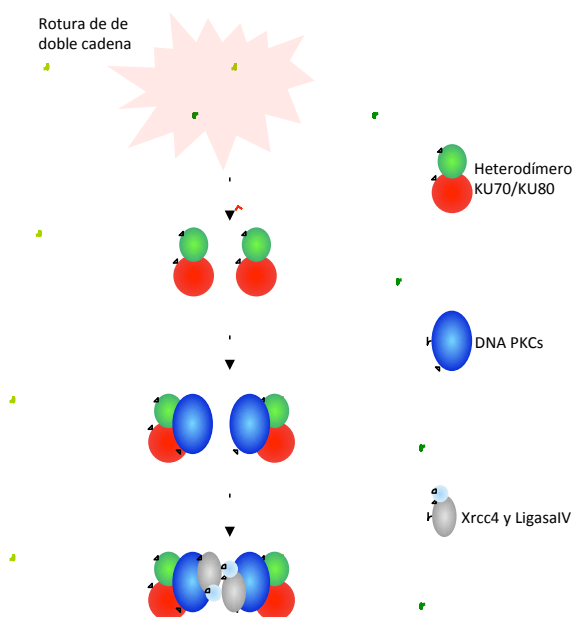 Rotura de de
doble cadena
Heterodímero
KU70/KU80
DNA PKCs
Xrcc4 y LigasaIV